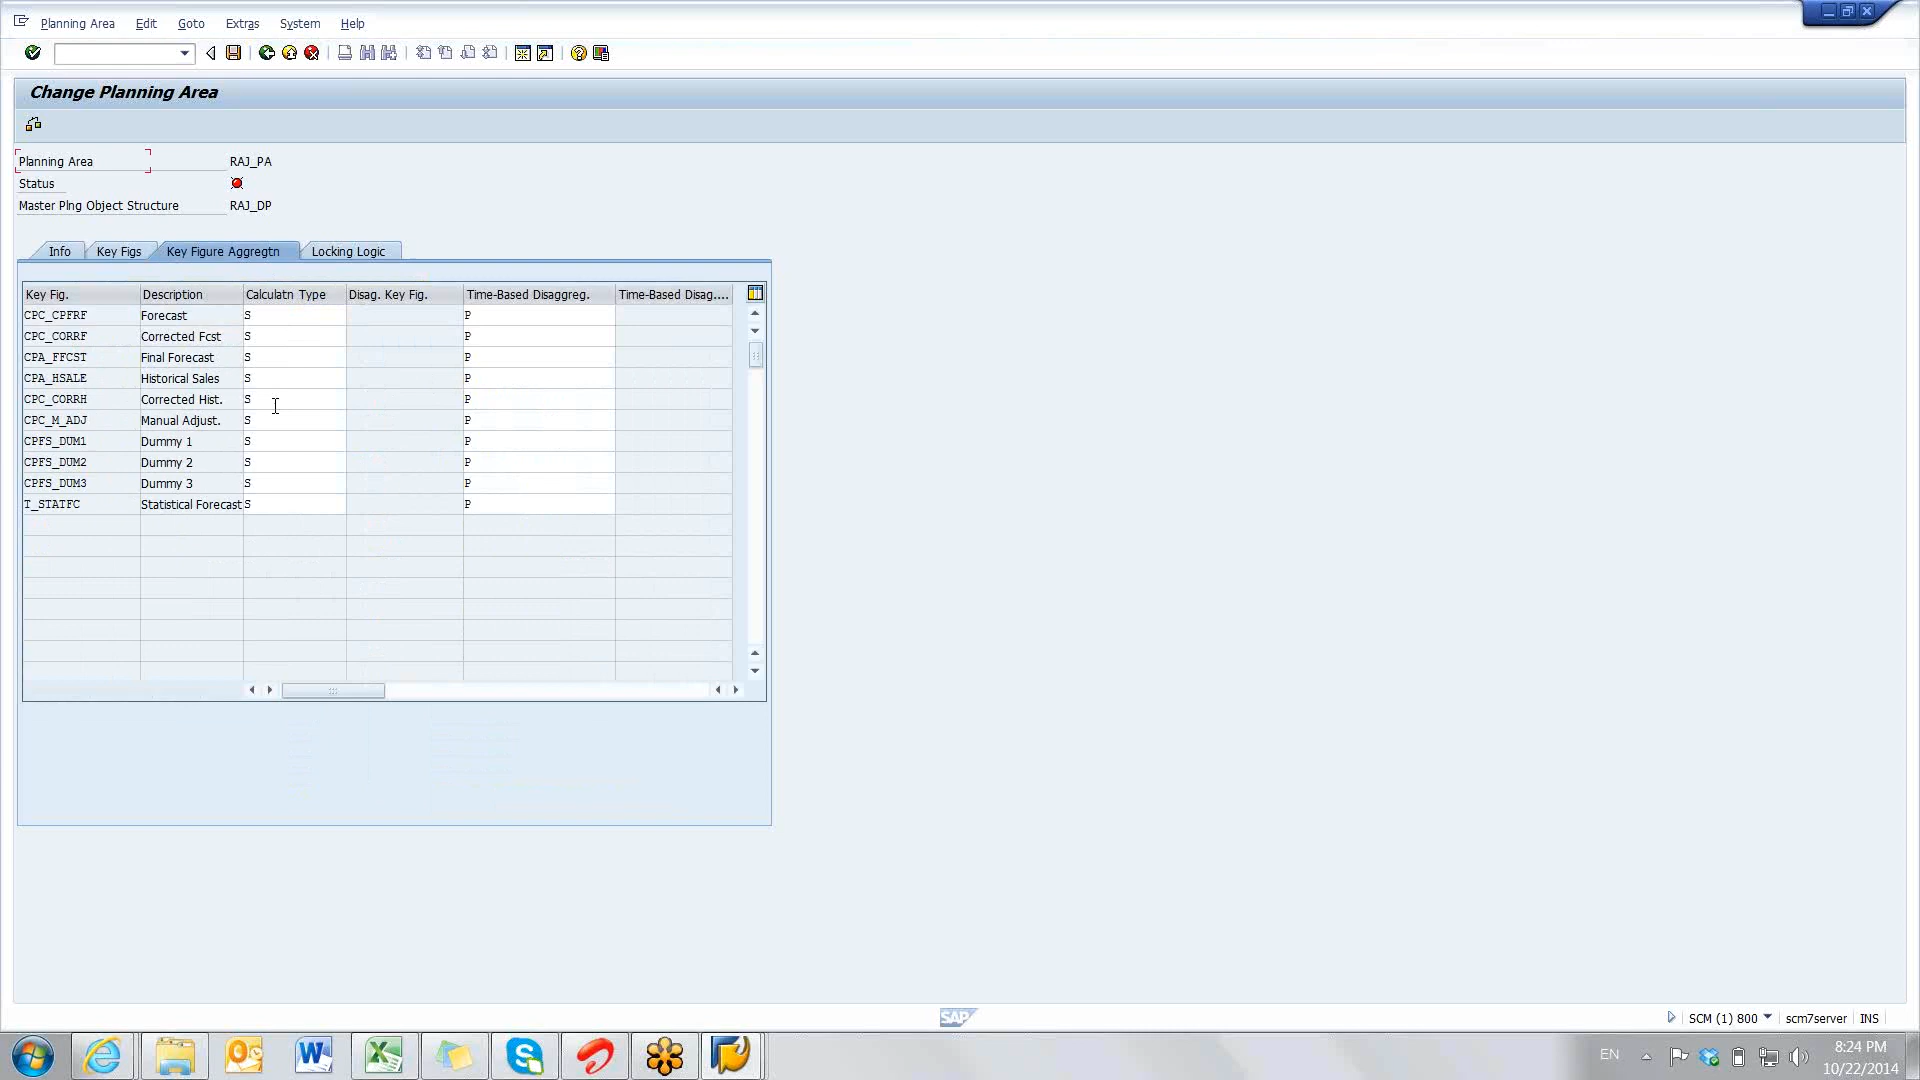 Planning Area Edit Goto Extras System Help
Change Planning Area
Planning Area RAJ_PA
Status
Master Plng Object Structure RAJ_DP
Info Key Figs Key Figure Aggregtn Locking Logic
Key Fig. Description Calculatn Type Disag. Key Fig. Time-Based Disaggreg. Time-Based Disag....
CPC_CPFRF Forecast S P
CPC_CORRF Corrected Fcst S P
CPA_FFCST Final Forecast S P
CPA_HSALE Historical Sales S P
CPC_CORRH Corrected Hist. S P
CPC_M_ADJ Manual Adjust. S P
CPFS_DUM1 Dummy 1 S P
CPFS_DUM2 Dummy 2 S P
CPFS_DUM3 Dummy 3 S P
T_STATFC Statistical Forecast S P
SAP
SCM (1) 800 scm7server INS
EN 8:24 PM
10/22/2014